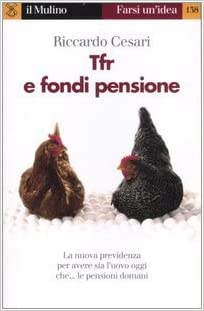 il Mulino
Farsi un'idea
138
Riccardo Cesari
Tfr
e fondi pensione
La nuova previdenza
per avere sia l'uovo oggi
che... le pensioni domani